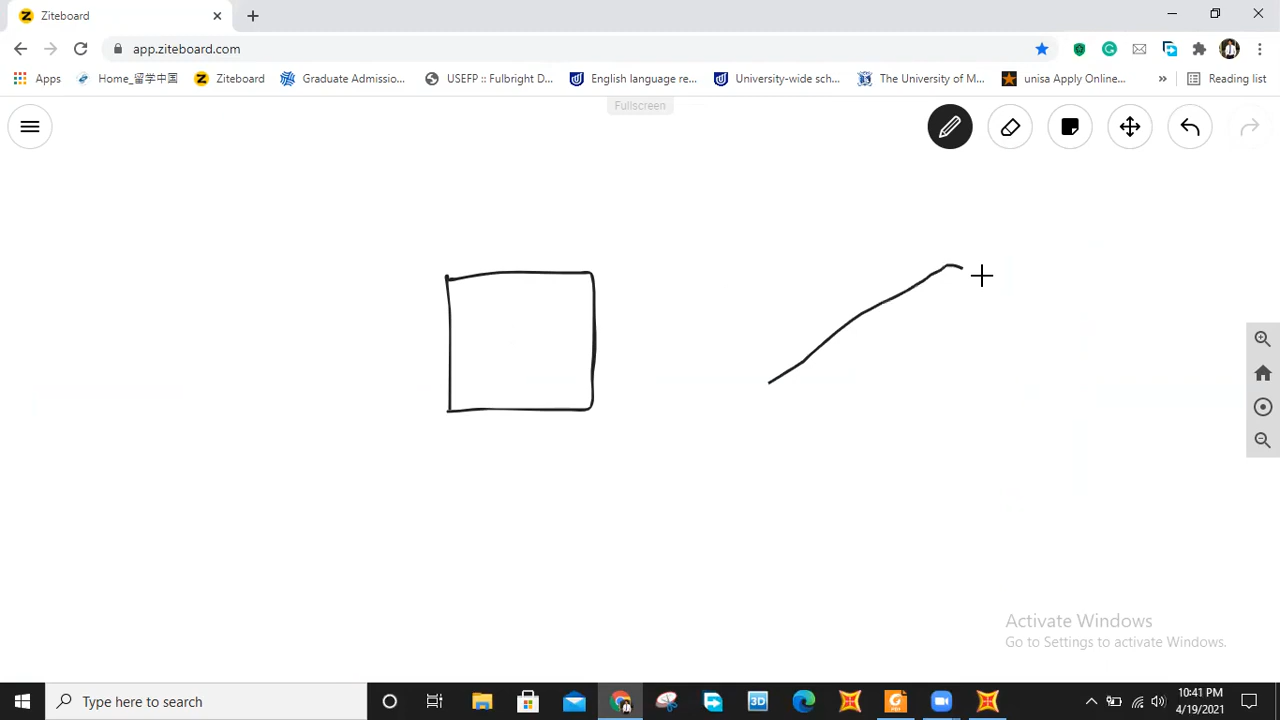 Ziteboard
app.ziteboard.com
Apps Home_留学中国 Ziteboard Graduate Admissio... USEFP :: Fulbright D... English language re... University-wide sch... The University of M... unisa Apply Online... » Reading list
Fullscreen
Activate Windows
Go to Settings to activate Windows.
Type here to search
10:41 PM
4/19/2021